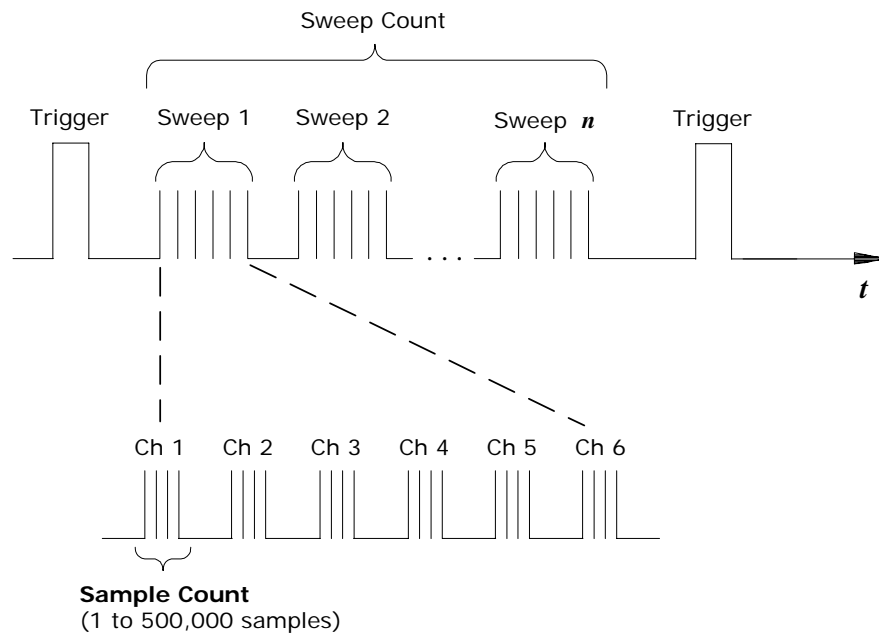 Sweep Count
Trigger Sweep 1 Sweep 2 Sweep n Trigger
. . .
t
Ch 1 Ch 2 Ch 3 Ch 4 Ch 5 Ch 6
Sample Count
(1 to 500,000 samples)